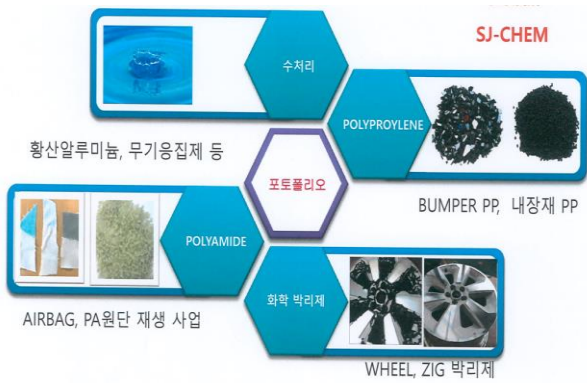 SJ-CHEM
수처리
황산알루미늄, 무기응집제 등
POLYPROYLENE
BUMPER PP, 내장재 PP
포토폴리오
POLYAMIDE
AIRBAG, PA원단 재생 사업
화학 박리제
WHEEL, ZIG 박리제